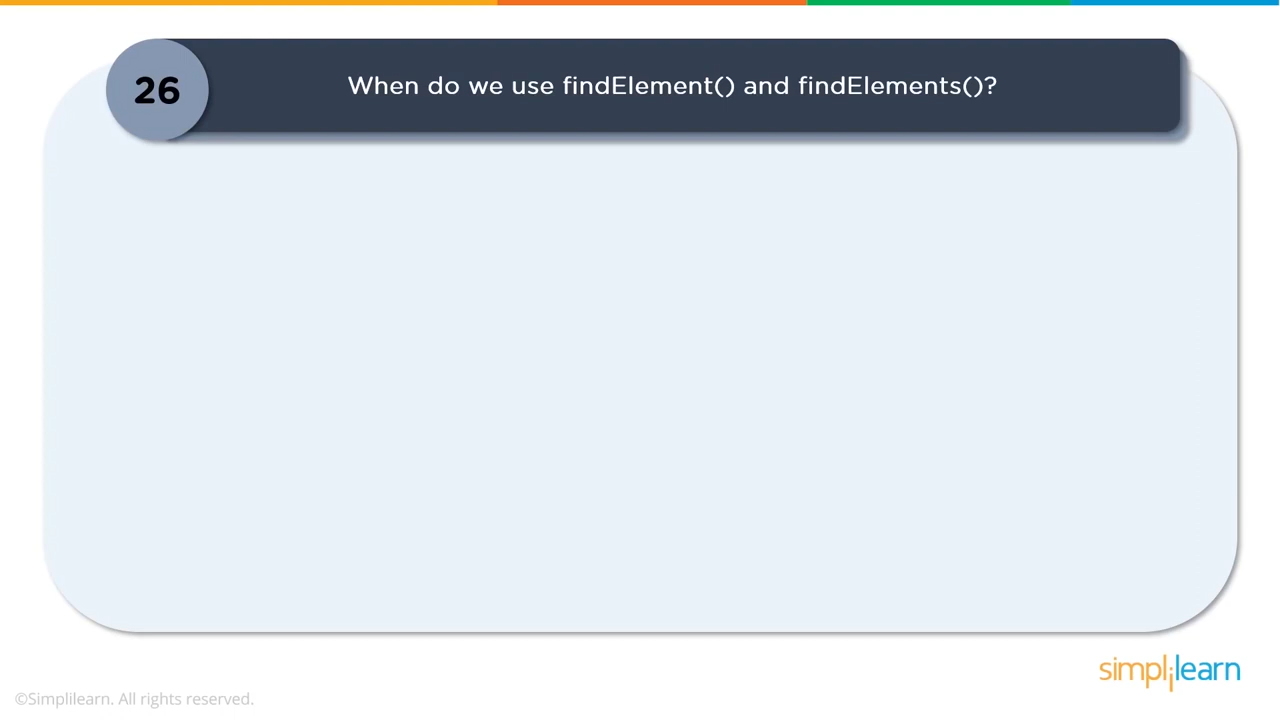 26
When do we use findElement() and findElements()?
simplilearn
©Simplilearn. All rights reserved.